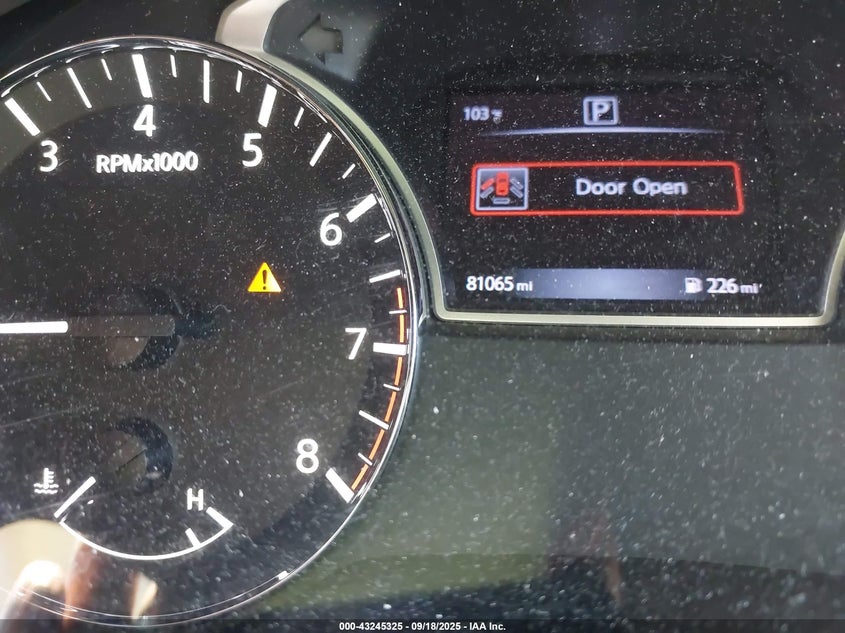 3 4 5
RPMx1000
6
7
8
H
103°F
P
Door Open
81065 mi 226 mi
000-43245325 - 09/18/2025 - IAA Inc.